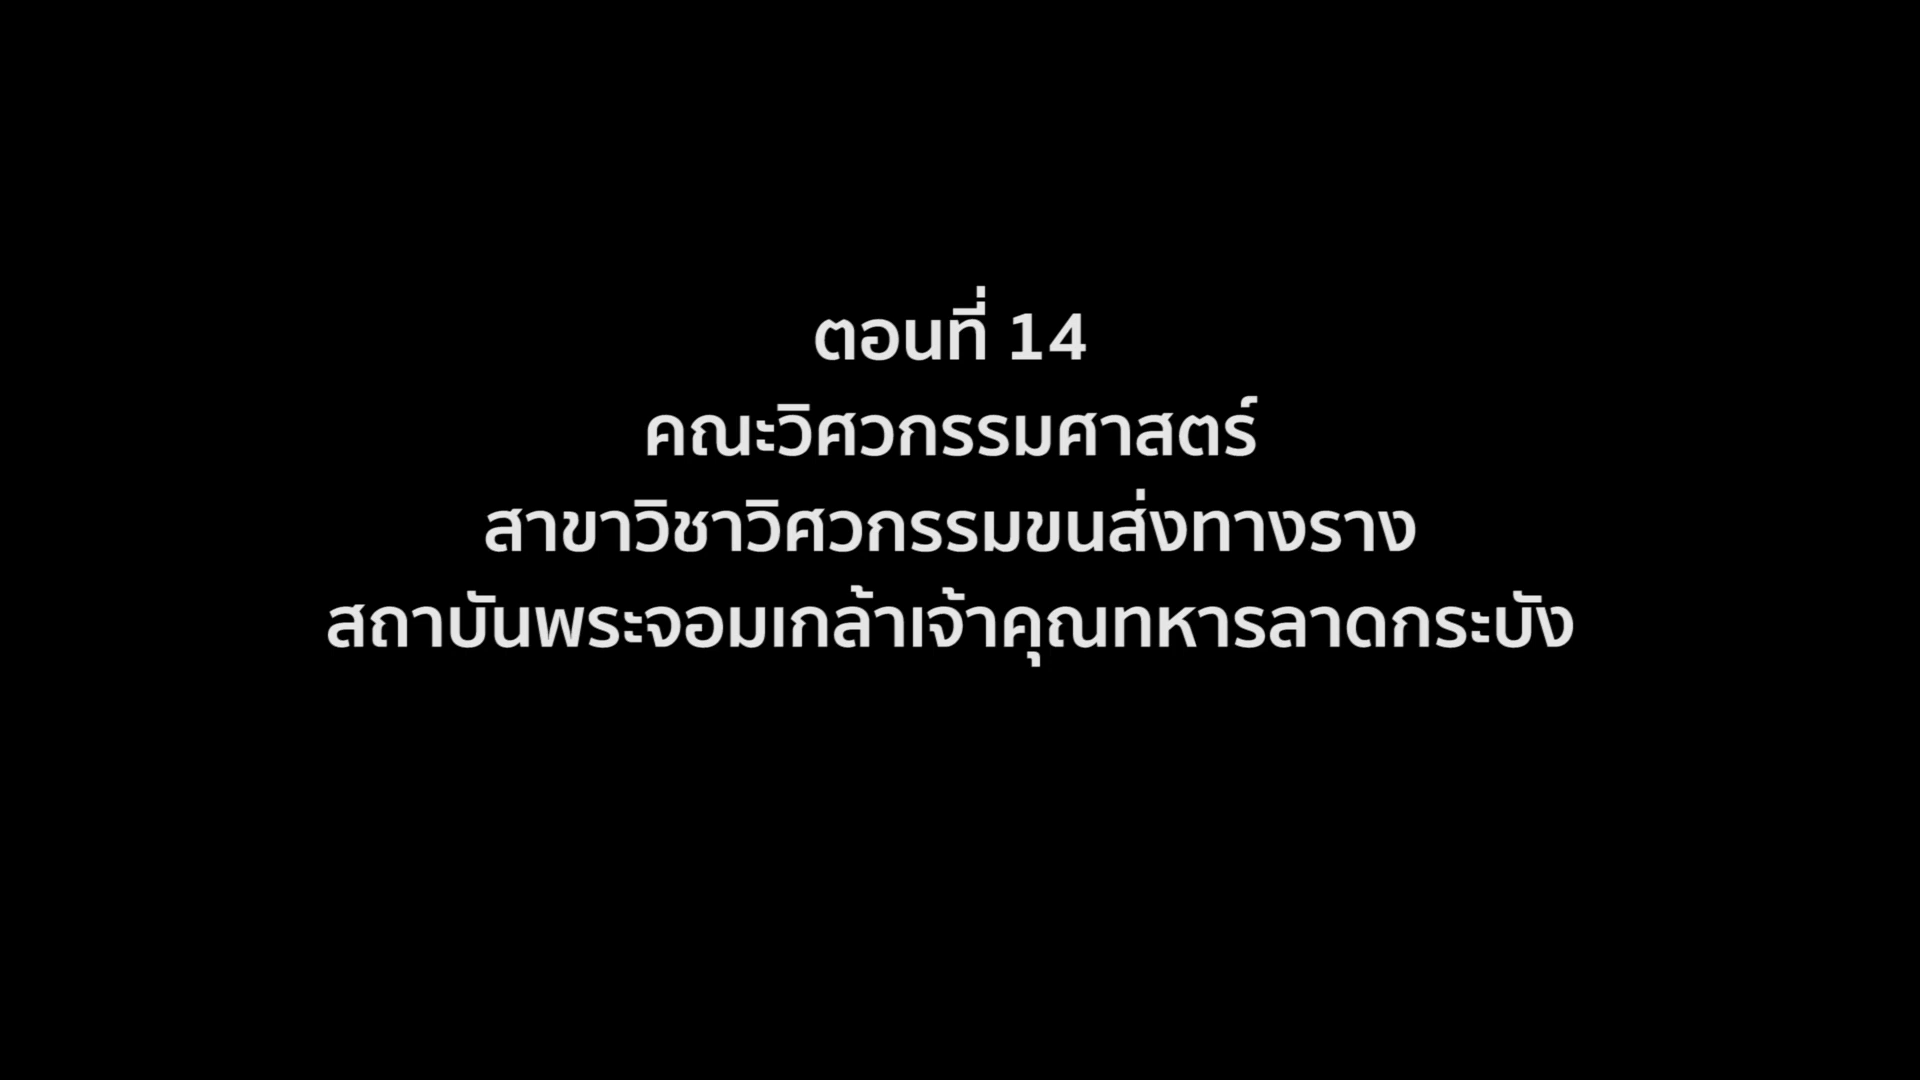 ตอนที่ 14
คณะวิศวกรรมศาสตร์
สาขาวิชาวิศวกรรมขนส่งทางราง
สถาบันพระจอมเกล้าเจ้าคุณทหารลาดกระบัง